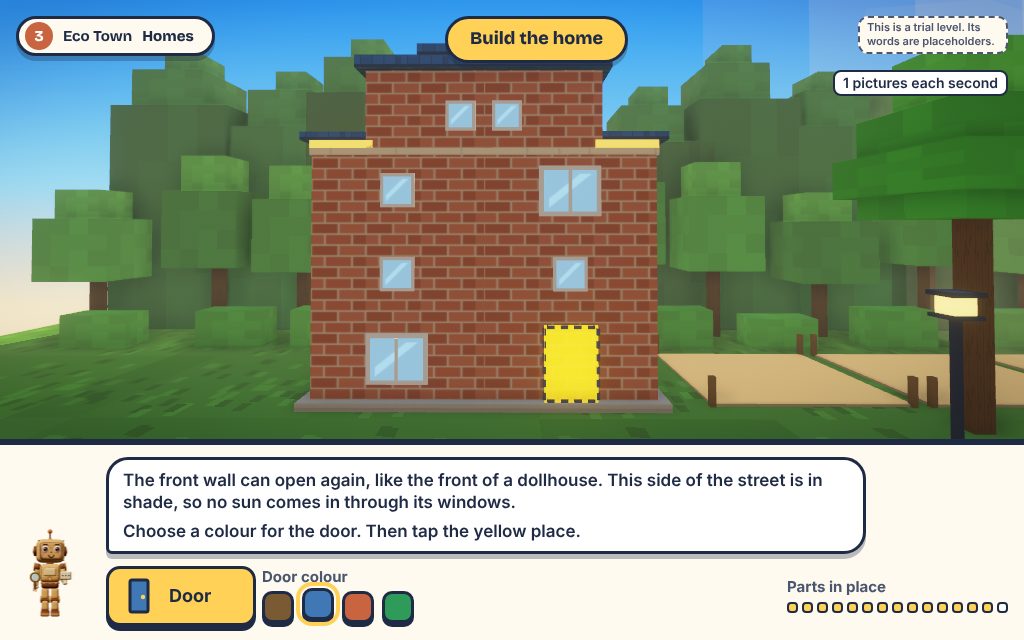 3 Eco Town Homes
Build the home
This is a trial level. Its
words are placeholders.
1 pictures each second
The front wall can open again, like the front of a dollhouse. This side of the street is in
shade, so no sun comes in through its windows.
Choose a colour for the door. Then tap the yellow place.
Door
Door colour
Parts in place